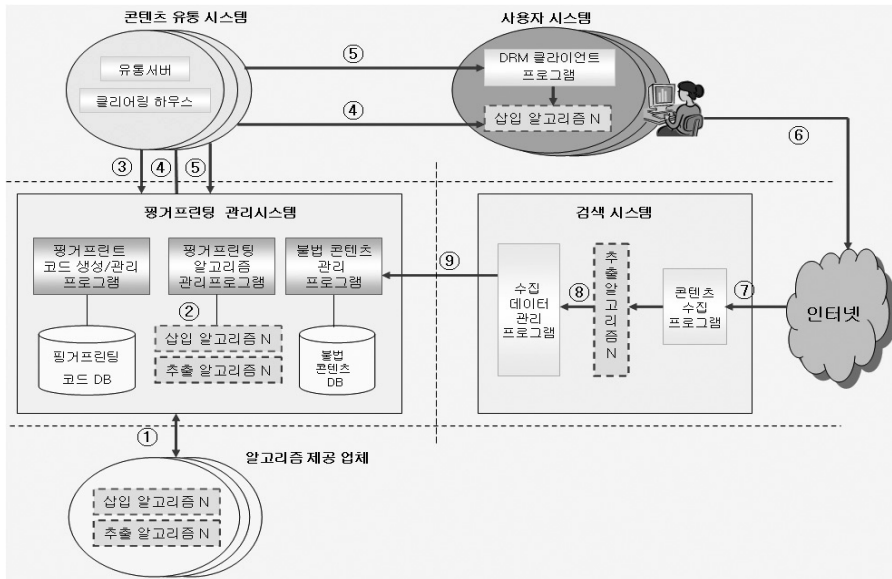 콘텐츠 유통 시스템
사용자 시스템
유통서버
클리어링 하우스
⑤
DRM 클라이언트
프로그램
④
삽입 알고리즘 N
⑥
③
④
⑤
핑거프린팅 관리시스템
핑거프린트
코드 생성/관리
프로그램
핑거프린팅
알고리즘
관리프로그램
불법 콘텐츠
관리
프로그램
②
삽입 알고리즘 N
추출 알고리즘 N
핑거프린팅
코드 DB
불법
콘텐츠
DB
⑨
검색 시스템
수집
데이터
관리
프로그램
⑧
추출알고리즘 N
콘텐츠
수집
프로그램
⑦
인터넷
①
알고리즘 제공 업체
삽입 알고리즘 N
추출 알고리즘 N